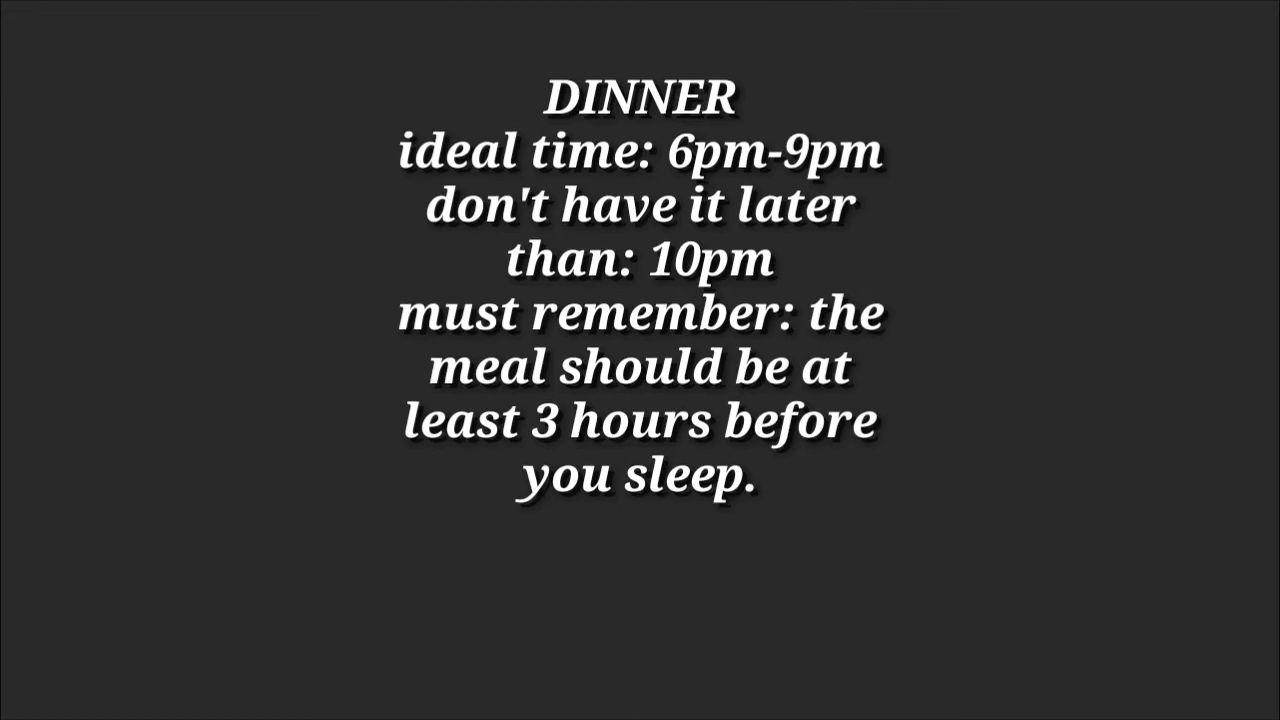 DINNER
ideal time: 6pm-9pm
don't have it later
than: 10pm
must remember: the
meal should be at
least 3 hours before
you sleep.